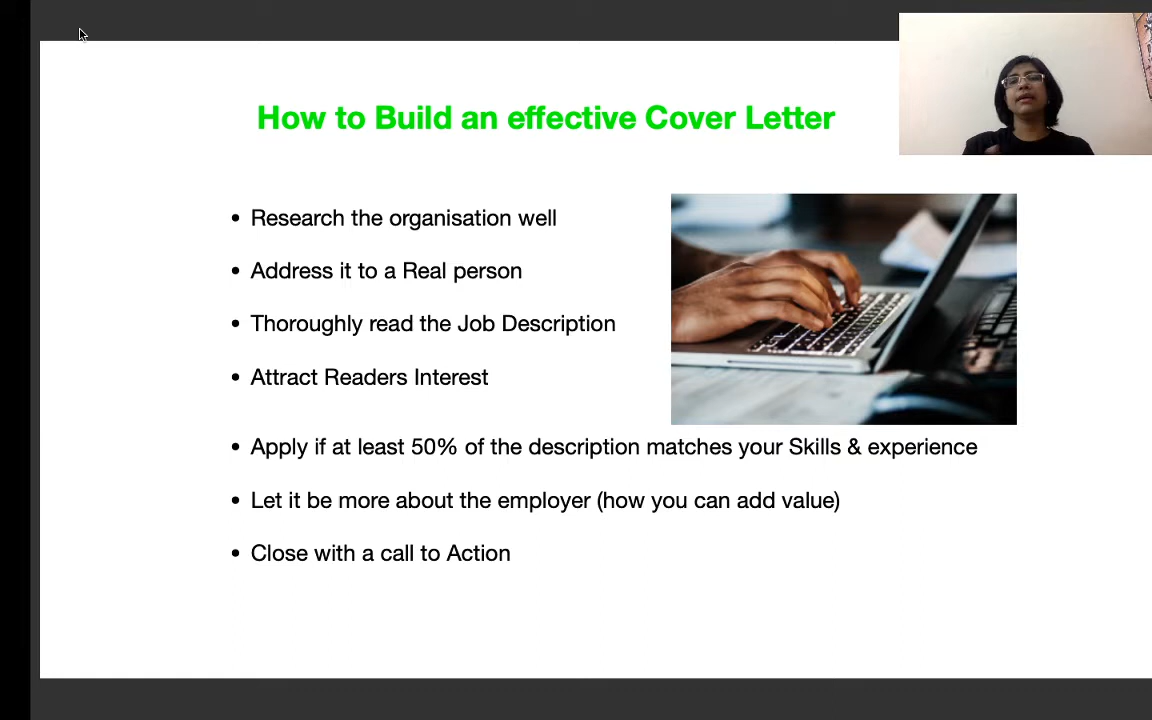 How to Build an effective Cover Letter
• Research the organisation well
• Address it to a Real person
• Thoroughly read the Job Description
• Attract Readers Interest
• Apply if at least 50% of the description matches your Skills & experience
• Let it be more about the employer (how you can add value)
• Close with a call to Action